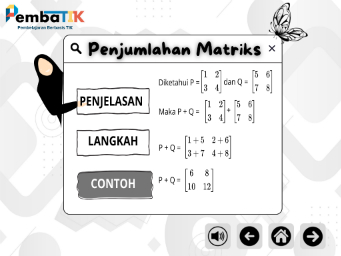 PembaTIK
Pembelajaran Berbasis TIK
Penjumlahan Matriks
PENJELASAN
LANGKAH
CONTOH
Diketahui P = [1 2; 3 4] dan Q = [5 6; 7 8]
Maka P + Q = [1 2; 3 4] + [5 6; 7 8]
P + Q = [1+5 2+6; 3+7 4+8]
P + Q = [6 8; 10 12]